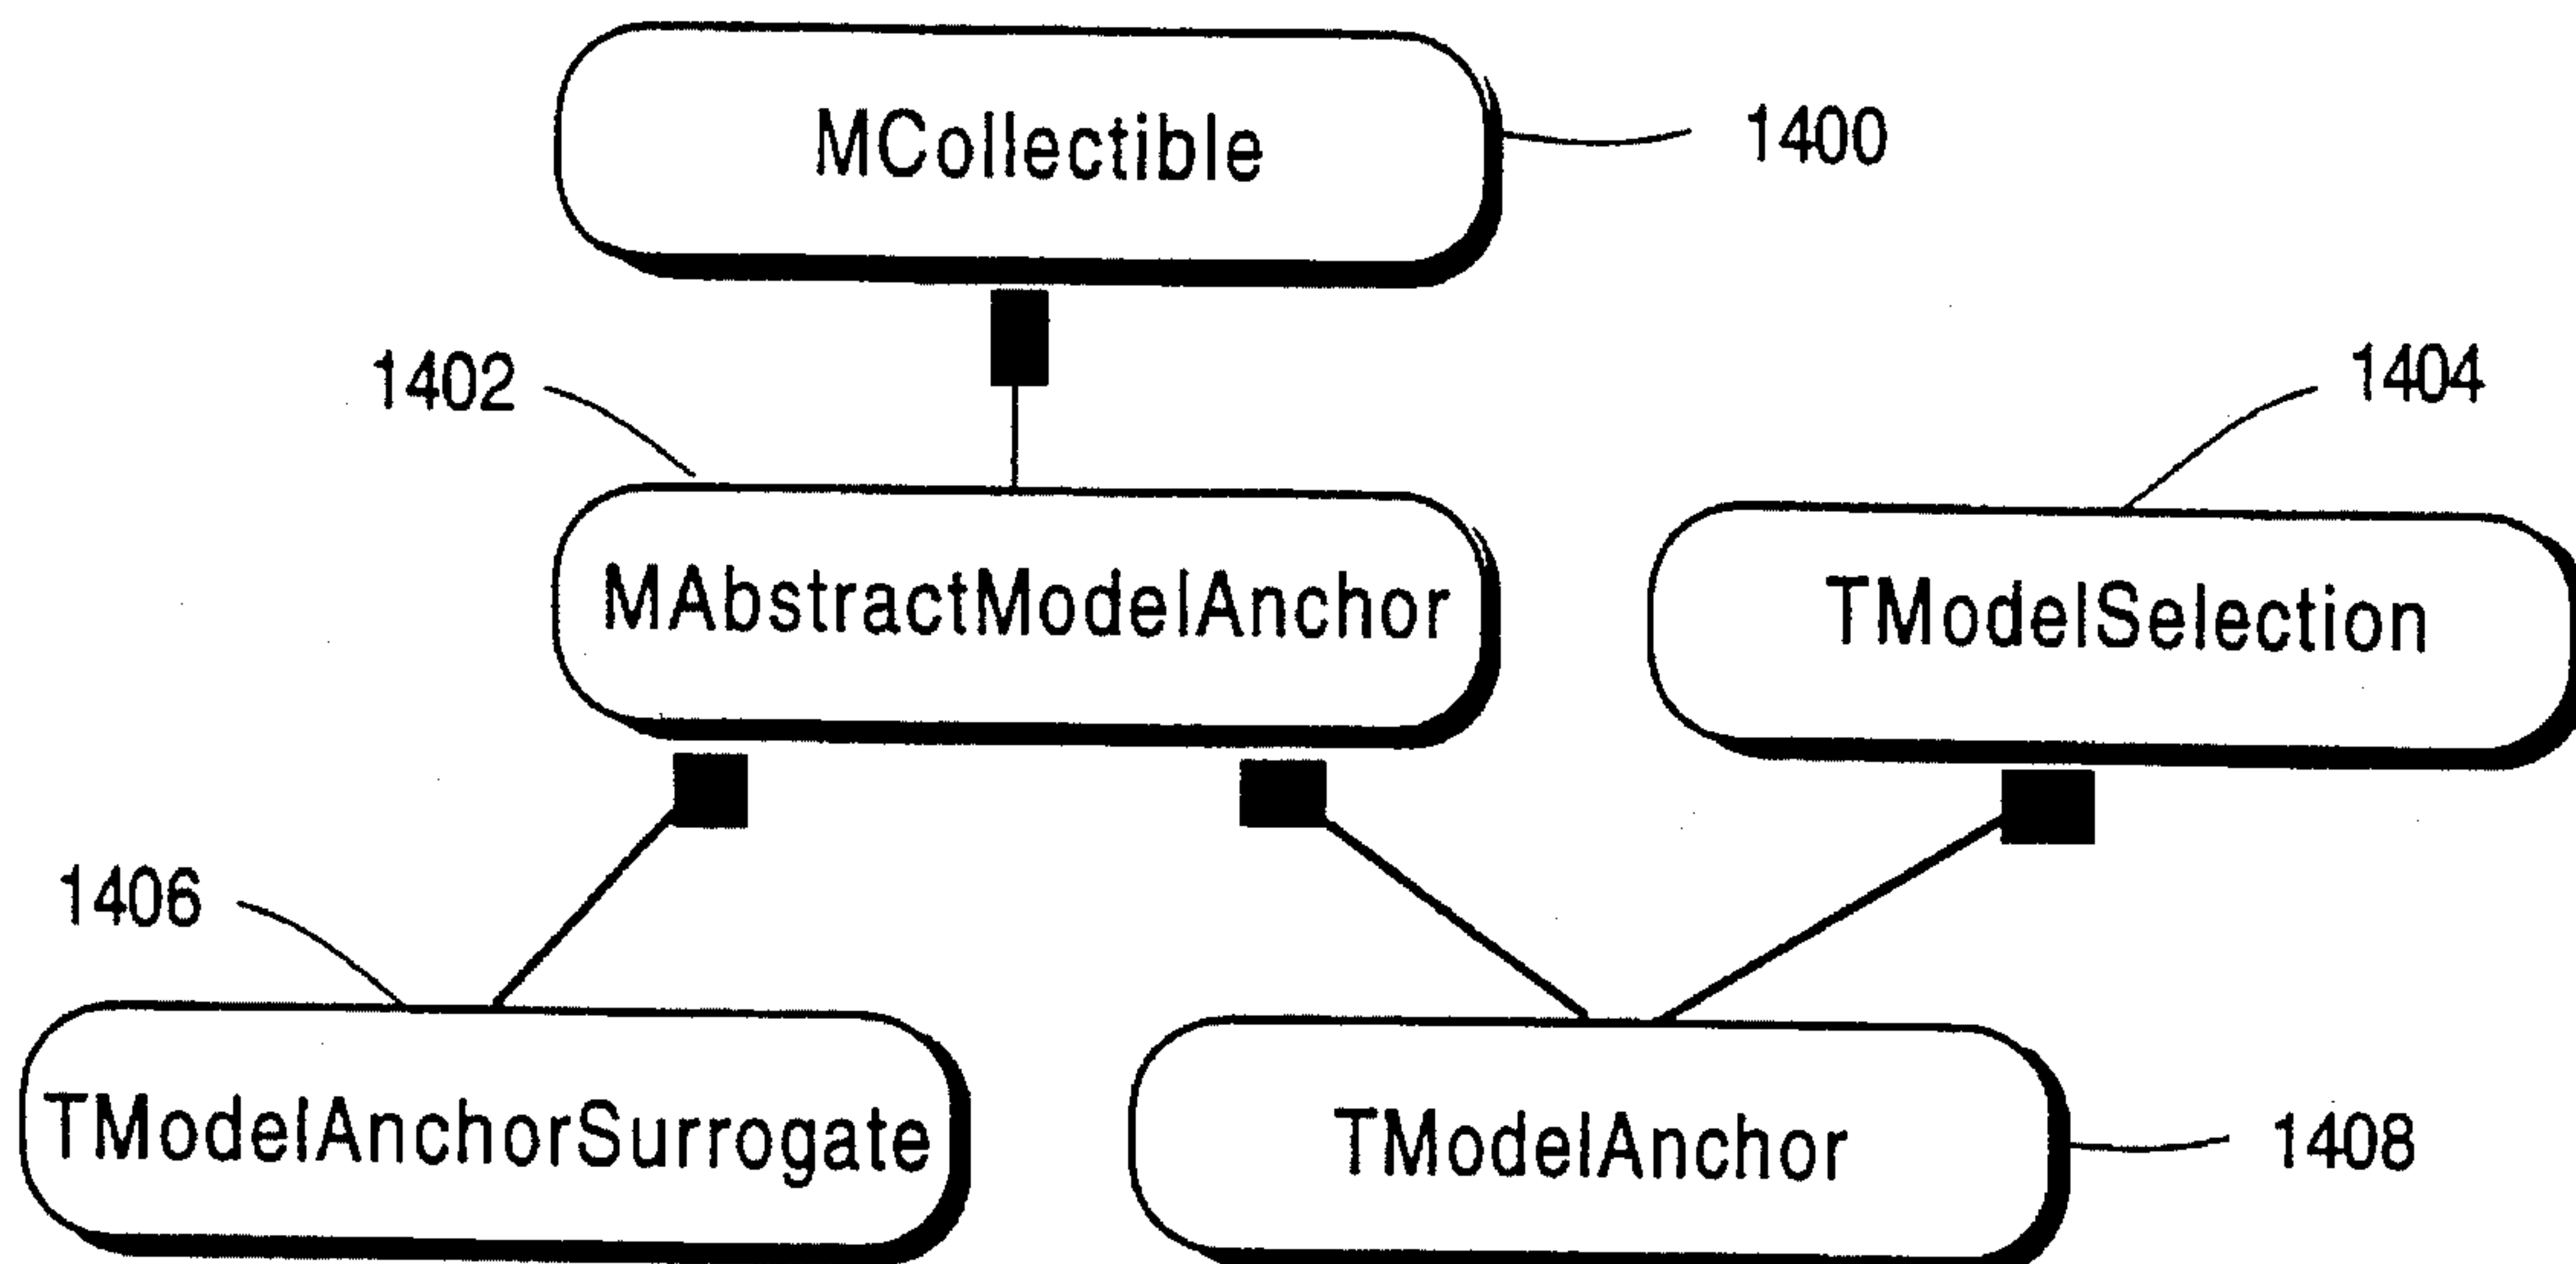 MCollectible
1400
1402
1404
MAbstractModelAnchor
TModelSelection
1406
TModelAnchorSurrogate
TModelAnchor
1408